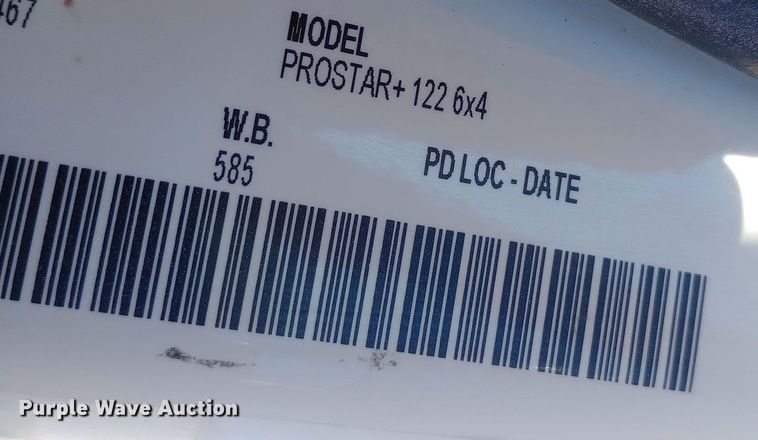 467
MODEL
PROSTAR+ 122 6x4
W.B.
585
PD LOC - DATE
Purple Wave Auction